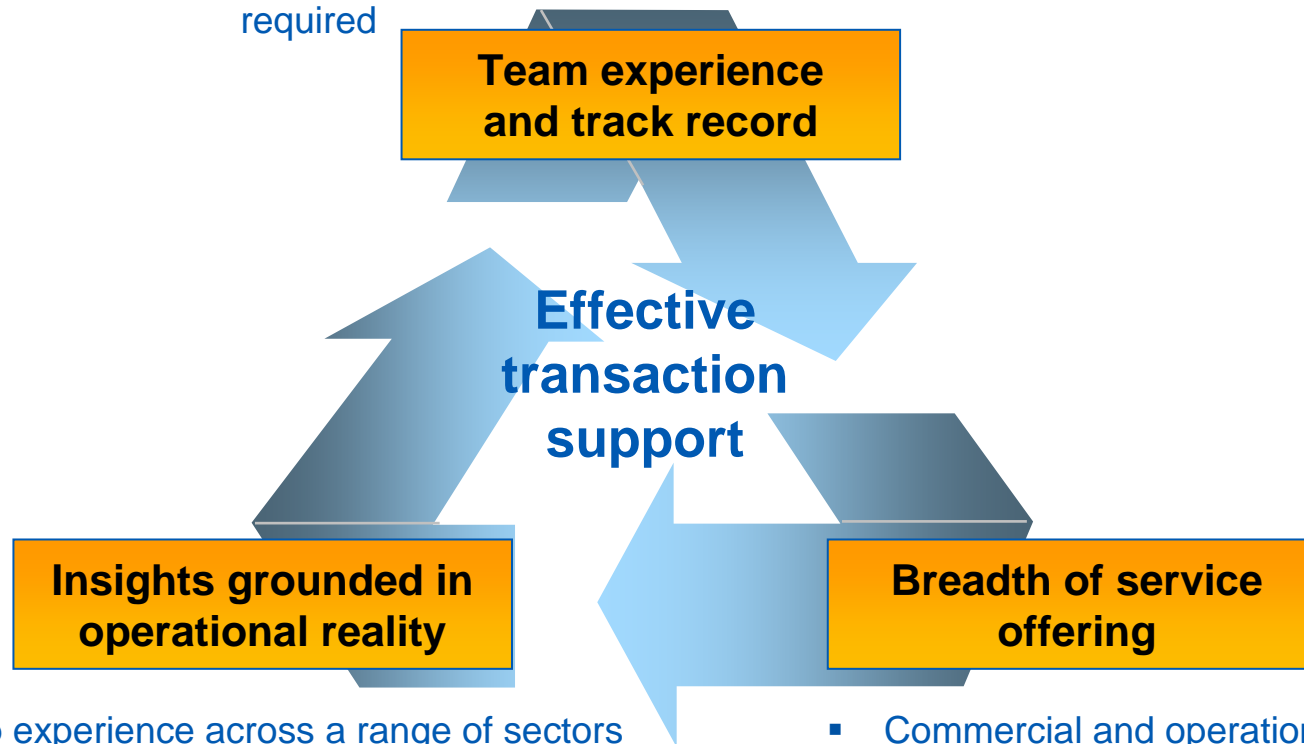 required
Team experience
and track record
Effective
transaction
support
Insights grounded in
operational reality
Breadth of service
offering
experience across a range of sectors
▪ Commercial and